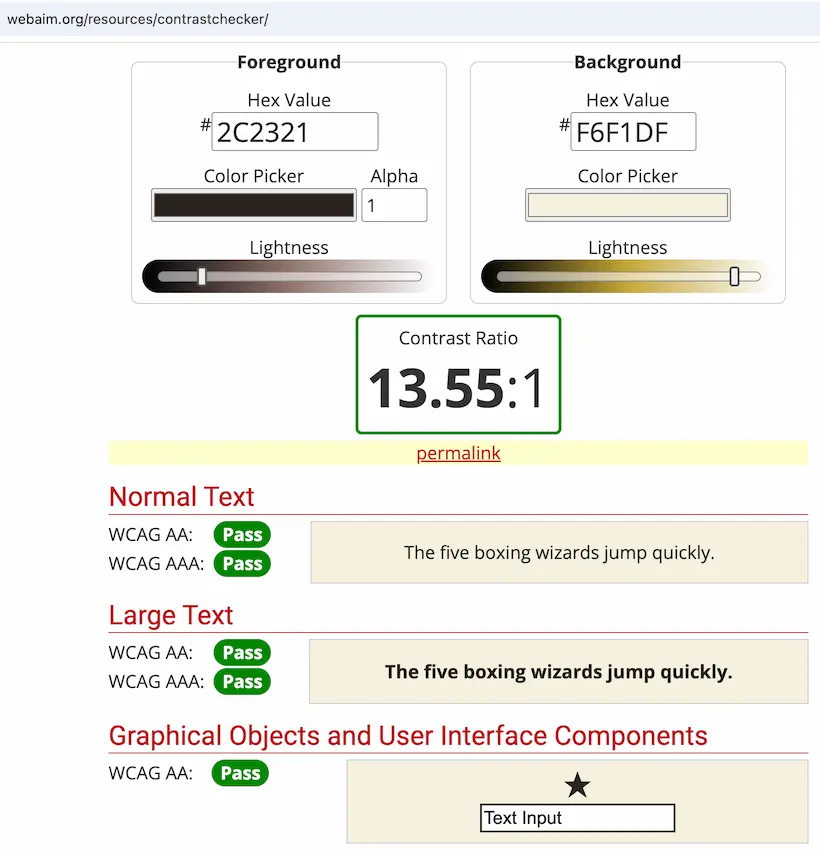 webaim.org/resources/contrastchecker/
Foreground
Hex Value
#2C2321
Color Picker Alpha
1
Lightness
Background
Hex Value
#F6F1DF
Color Picker
Lightness
Contrast Ratio
13.55:1
permalink
Normal Text
WCAG AA: Pass
WCAG AAA: Pass
The five boxing wizards jump quickly.
Large Text
WCAG AA: Pass
WCAG AAA: Pass
The five boxing wizards jump quickly.
Graphical Objects and User Interface Components
WCAG AA: Pass
Text Input